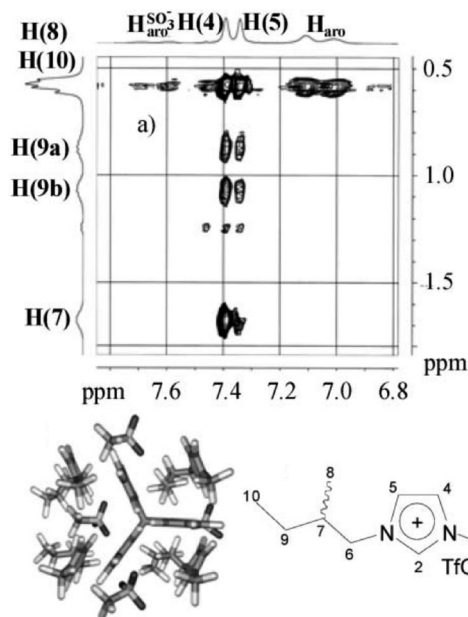 H(8) H_aro^SO3^- H(4) H(5) H_aro
H(10)
0.5
a)
H(9a)
1.0
H(9b)
1.5
H(7)
ppm
ppm 7.6 7.4 7.2 7.0 6.8
8
10 5 4
9 7
6 N + N
2
TfO